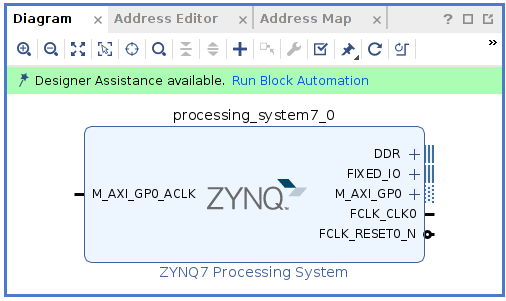 Diagram
Address Editor
Address Map
Designer Assistance available. Run Block Automation
processing_system7_0
DDR
FIXED_IO
M_AXI_GP0_ACLK
ZYNQ
M_AXI_GP0
FCLK_CLK0
FCLK_RESET0_N
ZYNQ7 Processing System